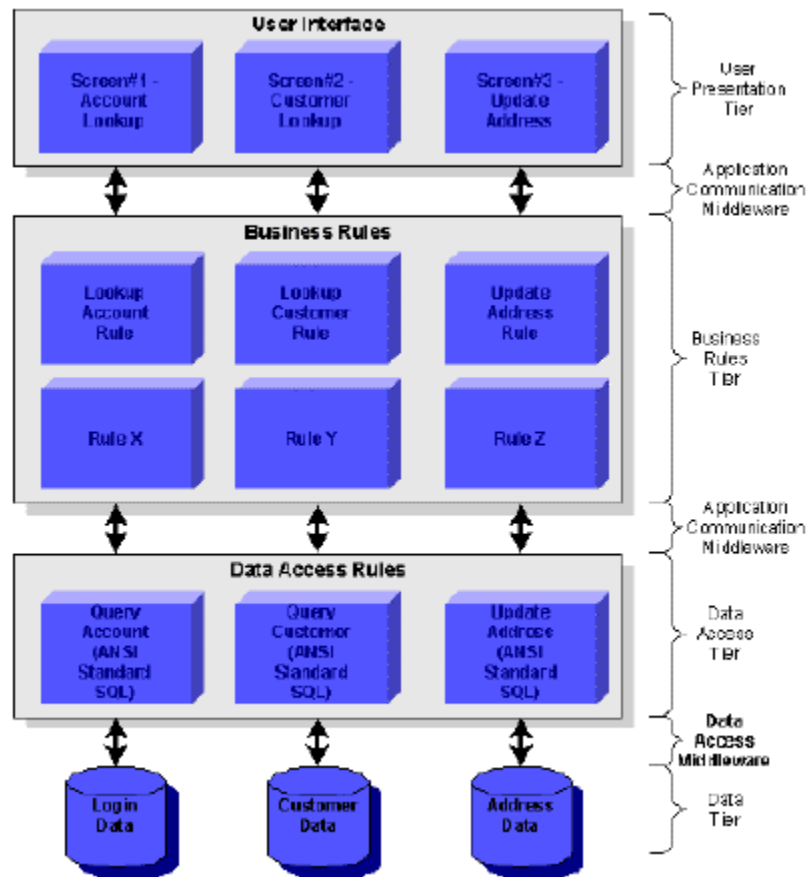 User Interface
Screen#1 -
Account
Lookup
Screen#2 -
Customer
Lookup
Screen#3 -
Update
Address
User
Presentation
Tier
Application
Communication
Middleware
Business Rules
Lookup
Account
Rule
Lookup
Customer
Rule
Update
Address
Rule
Rule X
Rule Y
Rule Z
Business
Rules
Tier
Application
Communication
Middleware
Data Access Rules
Query
Account
(ANSI
Standard
SQL)
Query
Customer
(ANSI
Standard
SQL)
Update
Address
(ANSI
Standard
SQL)
Data
Access
Tier
Data
Access
Middleware
Login
Data
Customer
Data
Address
Data
Data
Tier